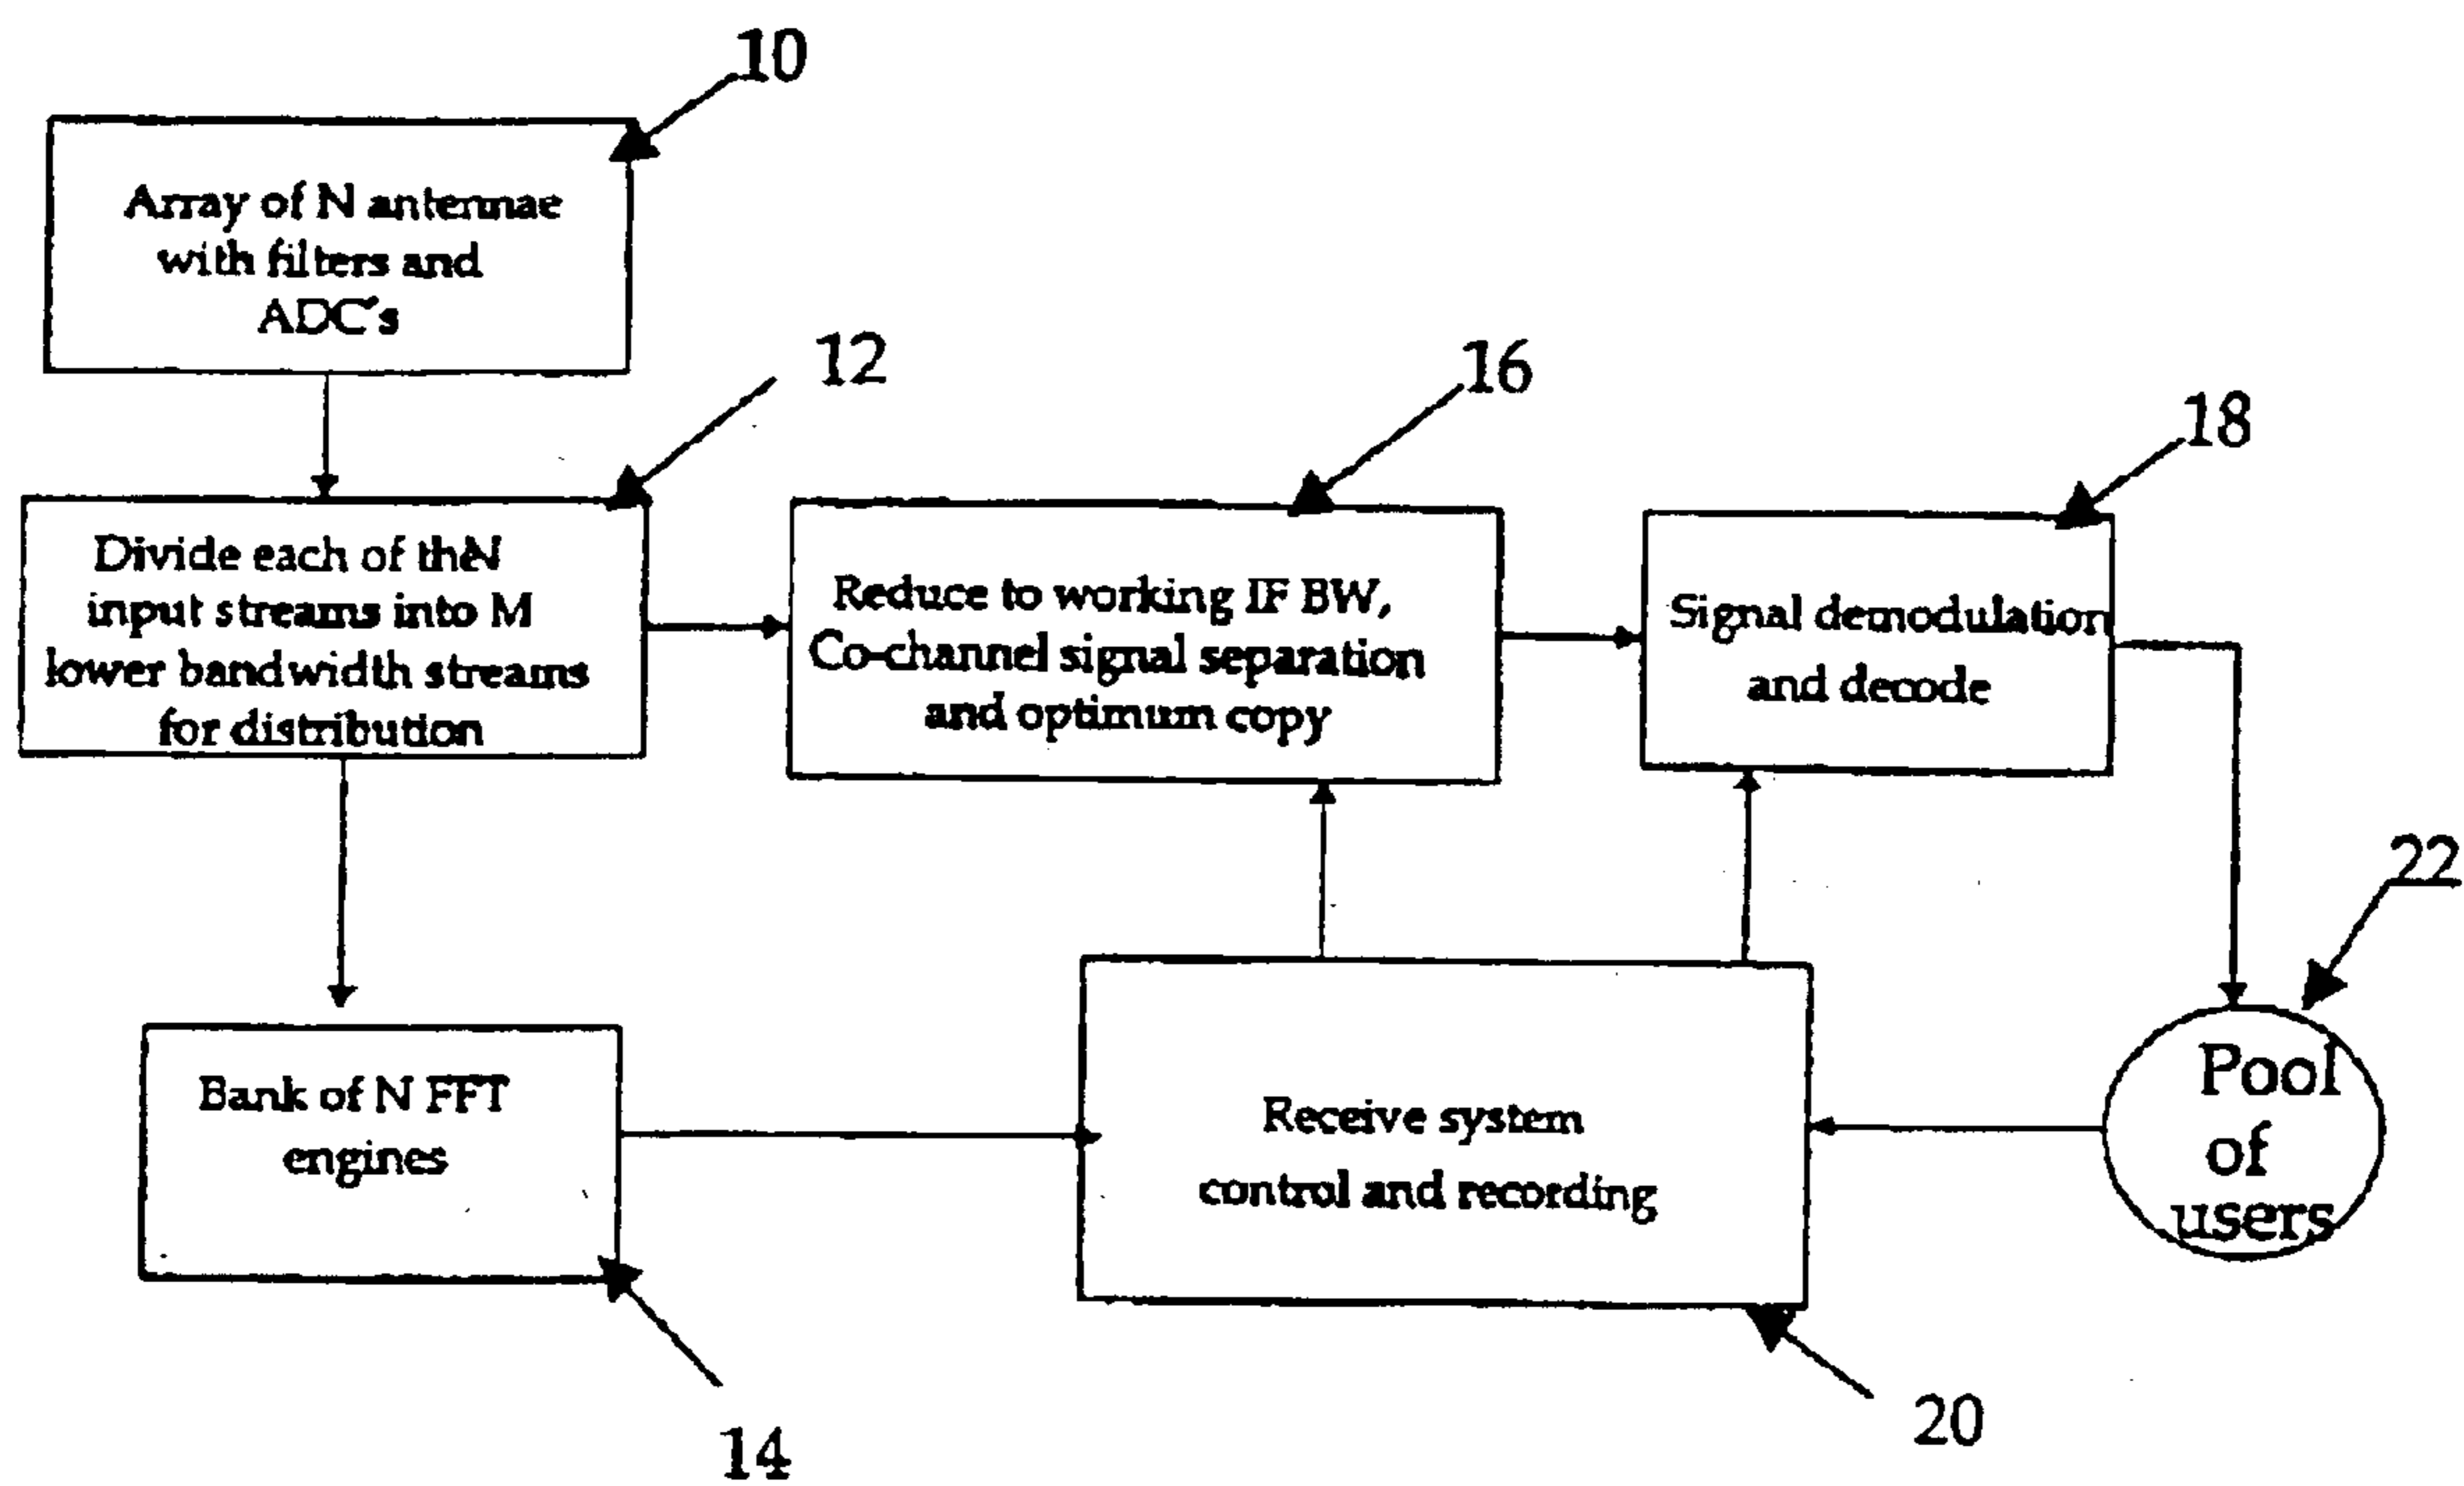 10
Array of N antennae
with filters and
ADC's
12
Divide each of theN
input streams into M
lower bandwidth streams
for distribution
16
Reduce to working IF BW,
Co-channel signal separation
and optimum copy
18
Signal demodulation
and decode
22
Bank of N FFT
engines
14
Receive system
control and recording
20
Pool
of
users